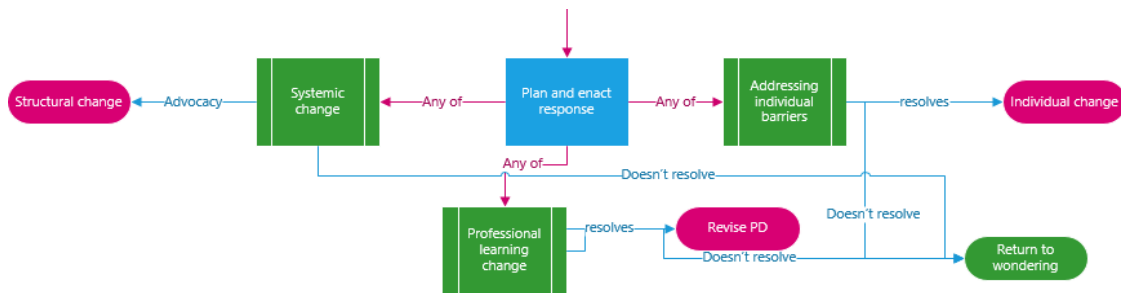 Structural change
Advocacy
Systemic
change
Any of
Plan and enact
response
Any of
Addressing
individual
barriers
resolves
Individual change
Any of
Doesn't resolve
Professional
learning
change
resolves
Revise PD
Doesn't resolve
Doesn't resolve
Return to
wondering